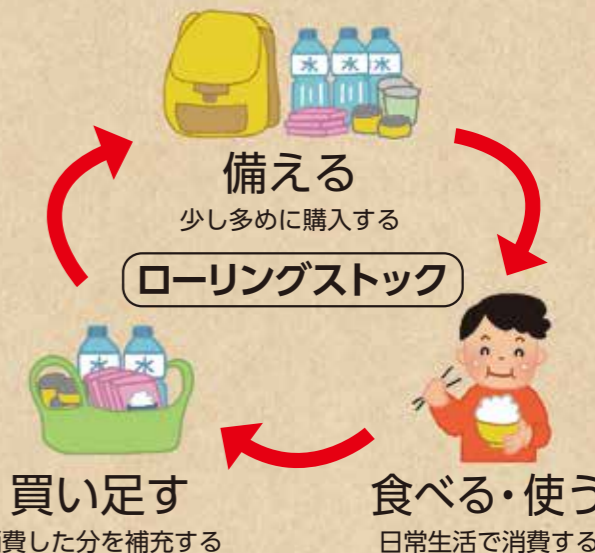 水 水 水
備える
少し多めに購入する
ローリングストック
水 水
買い足す
費した分を補充する
食べる・使う
日常生活で消費する